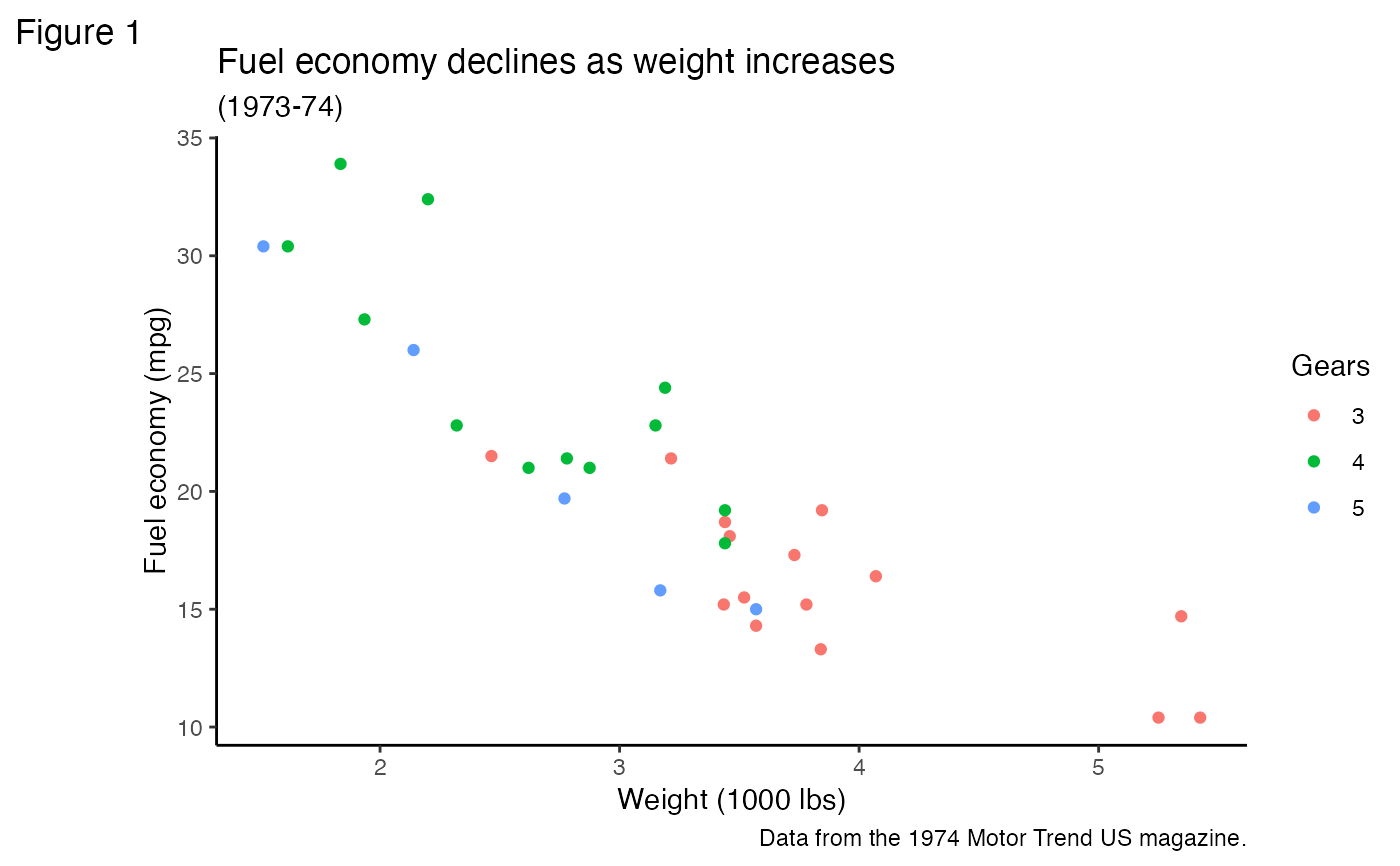 Figure 1
Fuel economy declines as weight increases
(1973-74)
35
30
25
20
15
10
Fuel economy (mpg)
2 3 4 5
Weight (1000 lbs)
Gears
3
4
5
Data from the 1974 Motor Trend US magazine.